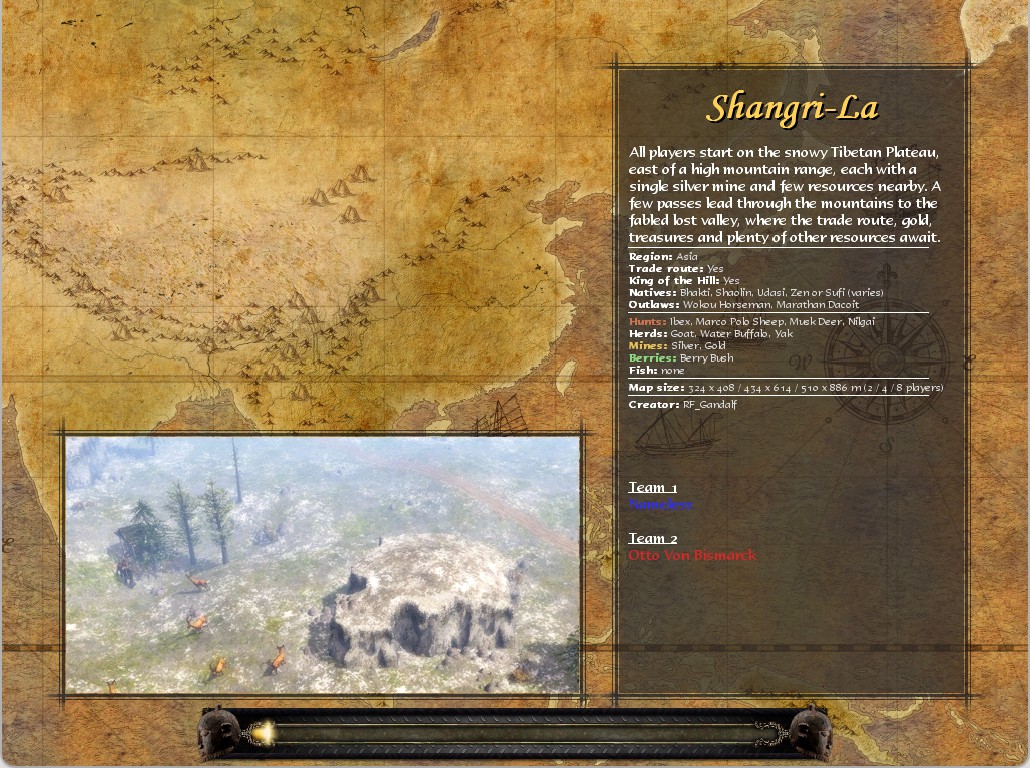 Shangri-La
All players start on the snowy Tibetan Plateau,
east of a high mountain range, each with a
single silver mine and few resources nearby. A
few passes lead through the mountains to the
fabled lost valley, where the trade route, gold,
treasures and plenty of other resources await.
Region: Asia
Trade route: Yes
King of the Hill: Yes
Natives: Bhakti, Shaolin, Udasi, Zen or Sufi (varies)
Outlaws: Wokou Horseman, Marathan Dacoit
Hunts: Ibex, Marco Polo Sheep, Musk Deer, Nilgai
Herds: Goat, Water Buffalo, Yak
Mines: Silver, Gold
Berries: Berry Bush
Fish: none
Map size: 324 x 408 / 434 x 614 / 510 x 886 m (2 / 4 / 8 players)
Creator: RF_Gandalf
Team 1
Team 2
Otto Von Bismarck